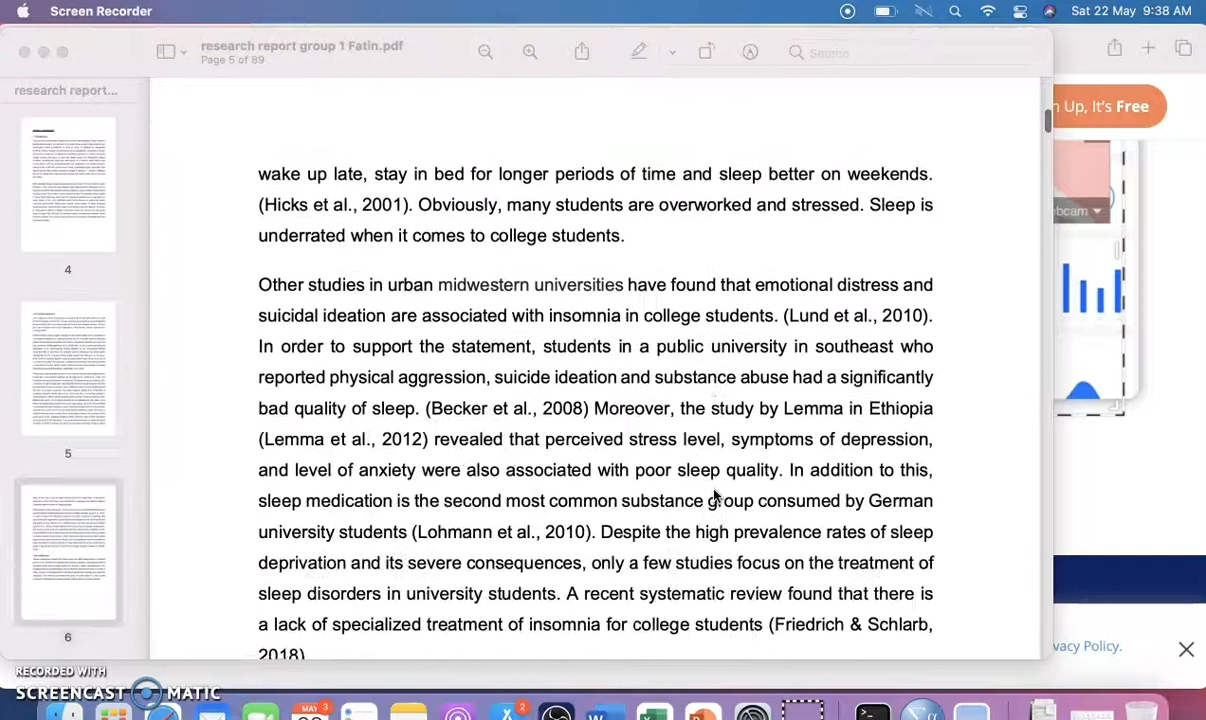 Screen Recorder
Sat 22 May 9:38 AM
research report group 1 Fatin.pdf
Page 5 of 89
Search
research report...
Up, It's Free
wake up late, stay in bed for longer periods of time and sleep better on weekends.
(Hicks et al., 2001). Obviously, many students are overworked and stressed. Sleep is
underrated when it comes to college students.
Other studies in urban midwestern universities have found that emotional distress and
suicidal ideation are associated with insomnia in college students. (Lund et al., 2010).
In order to support the statement, students in a public university in southeast who
reported physical aggression, suicide ideation and substance abuse had a significantly
bad quality of sleep. (Becker et al., 2008) Moreover, the study by Lemma in Ethiopia
(Lemma et al., 2012) revealed that perceived stress level, symptoms of depression,
and level of anxiety were also associated with poor sleep quality. In addition to this,
sleep medication is the second most common substance group consumed by German
university students (Lohmann et al., 2010). Despite the high prevalence rates of sleep
deprivation and its severe consequences, only a few studies focus on the treatment of
sleep disorders in university students. A recent systematic review found that there is
a lack of specialized treatment of insomnia for college students (Friedrich & Schlarb,
2018)
4
5
6
ebcam
vacy Policy.
RECORDED WITH
SCREENCAST MATIC
MAY
3
2